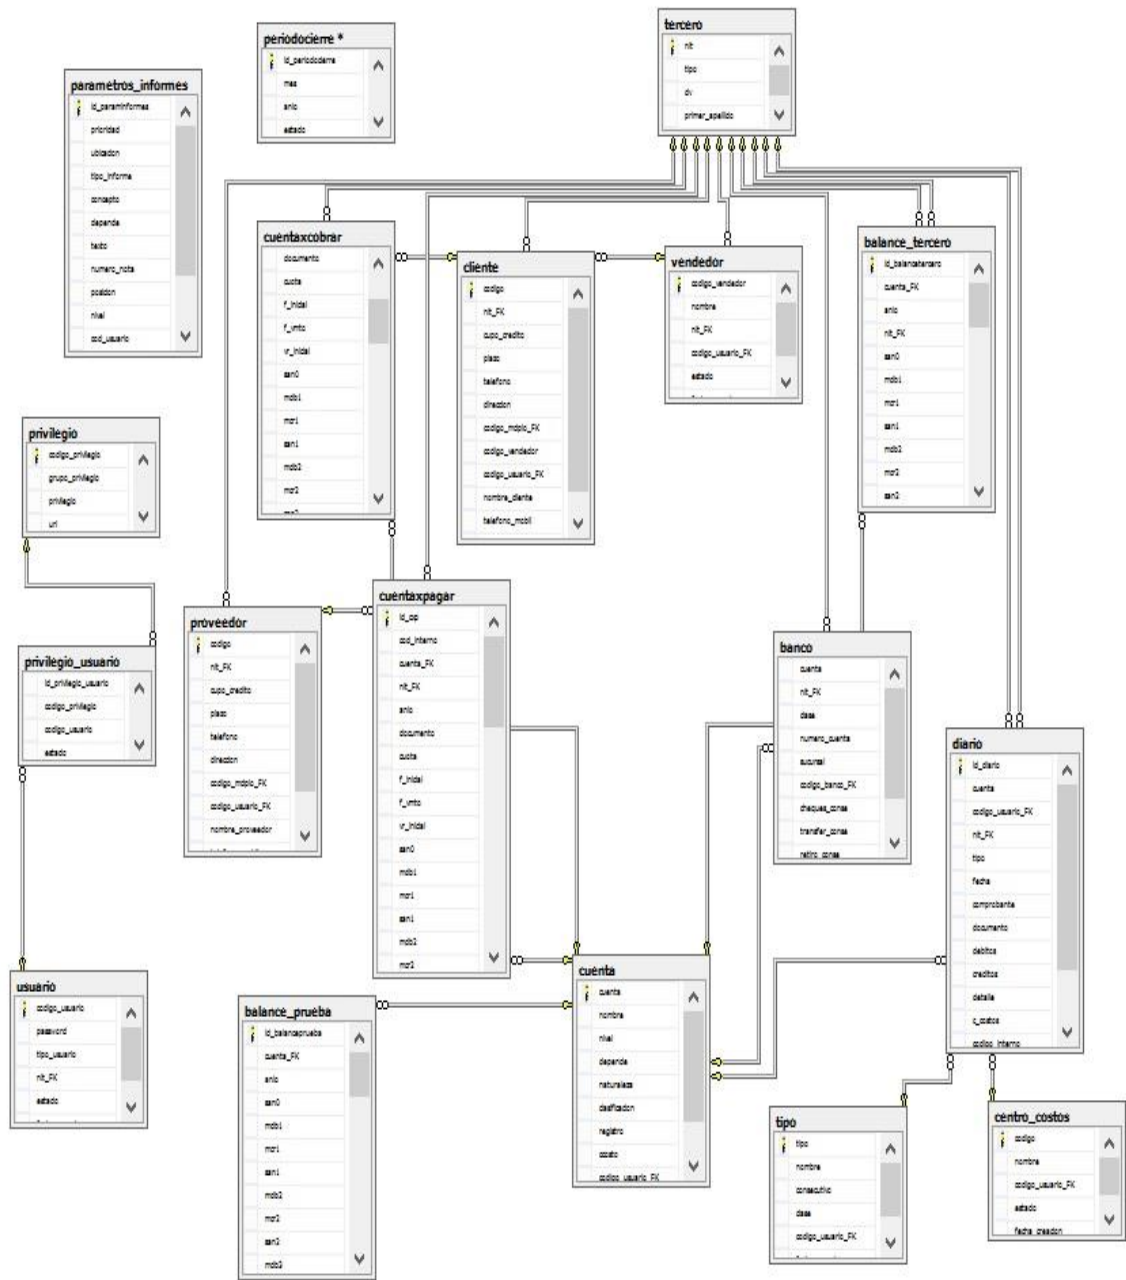 periodocierre *
id_periodocierre
mes
anio
estado
tercero
nit
tipo
dv
primer_apellido
parametros_informes
id_paraminformes
prioridad
ubicacion
tipo_informe
concepto
depende
texto
numero_nota
posicion
nivel
cod_usuario
cuentaxcobrar
documento
cuota
f_inicial
f_vmto
vr_inicial
san0
mdb1
mcr1
san1
mdb2
mcr2
cliente
codigo
nit_FK
cupo_credito
plazo
telefono
direccion
codigo_mdpio_FK
codigo_vendedor
codigo_usuario_FK
nombre_cliente
telefono_mobil
vendedor
codigo_vendedor
nombre
nit_FK
codigo_usuario_FK
estado
balance_tercero
id_balancetercero
cuenta_FK
anio
nit_FK
san0
mdb1
mcr1
san1
mdb2
mcr2
san2
privilegio
codigo_privilegio
grupo_privilegio
privilegio
url
privilegio_usuario
id_privilegio_usuario
codigo_privilegio
codigo_usuario
estado
proveedor
codigo
nit_FK
cupo_credito
plazo
telefono
direccion
codigo_mdpio_FK
codigo_usuario_FK
nombre_proveedor
cuentaxpagar
id_cxp
cod_interno
cuenta_FK
nit_FK
anio
documento
cuota
f_inicial
f_vmto
vr_inicial
san0
mdb1
mcr1
san1
mdb2
mcr2
banco
cuenta
nit_FK
clase
numero_cuenta
sucursal
codigo_banco_FK
cheques_conse
transfer_conse
retiro_conse
diario
id_diario
cuenta
codigo_usuario_FK
nit_FK
tipo
fecha
comprobante
documento
debitos
creditos
detalle
c_costos
codigo_interno
usuario
codigo_usuario
password
tipo_usuario
nit_FK
estado
balance_prueba
id_balanceprueba
cuenta_FK
anio
san0
mdb1
mcr1
san1
mdb2
mcr2
san2
mdb3
cuenta
cuenta
nombre
nivel
depende
naturaleza
clasificacion
registro
costo
codigo_usuario_FK
tipo
tipo
nombre
consecutivo
clase
codigo_usuario_FK
centro_costos
codigo
nombre
codigo_usuario_FK
estado
fecha_creacion